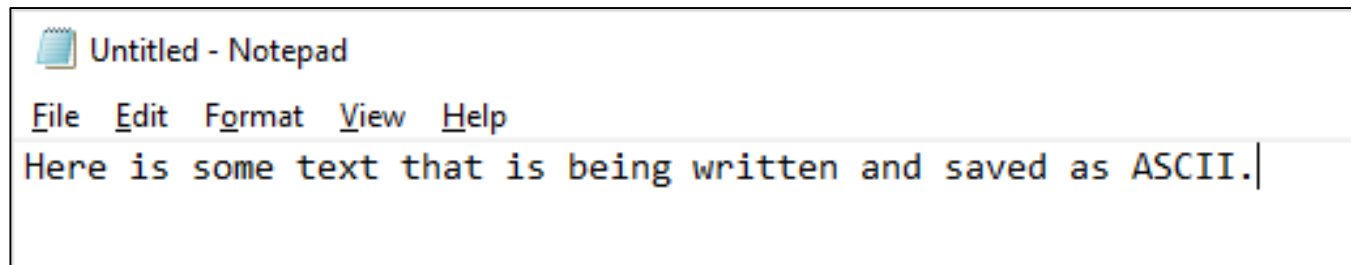 Untitled - Notepad
File Edit Format View Help
Here is some text that is being written and saved as ASCII.